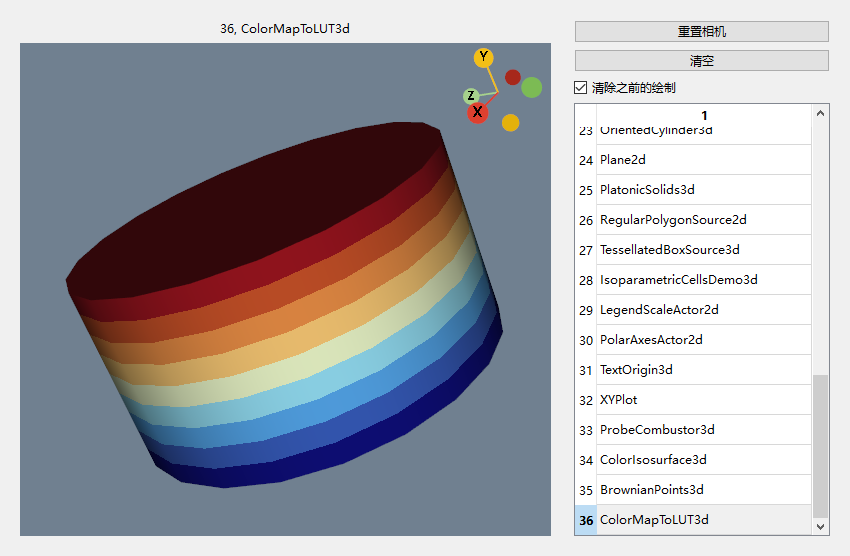 36, ColorMapToLUT3d
Y
Z
X
重置相机
清空
清除之前的绘制
1
23 OrientedCylinder3d
24 Plane2d
25 PlatonicSolids3d
26 RegularPolygonSource2d
27 TessellatedBoxSource3d
28 IsoparametricCellsDemo3d
29 LegendScaleActor2d
30 PolarAxesActor2d
31 TextOrigin3d
32 XYPlot
33 ProbeCombustor3d
34 ColorIsosurface3d
35 BrownianPoints3d
36 ColorMapToLUT3d